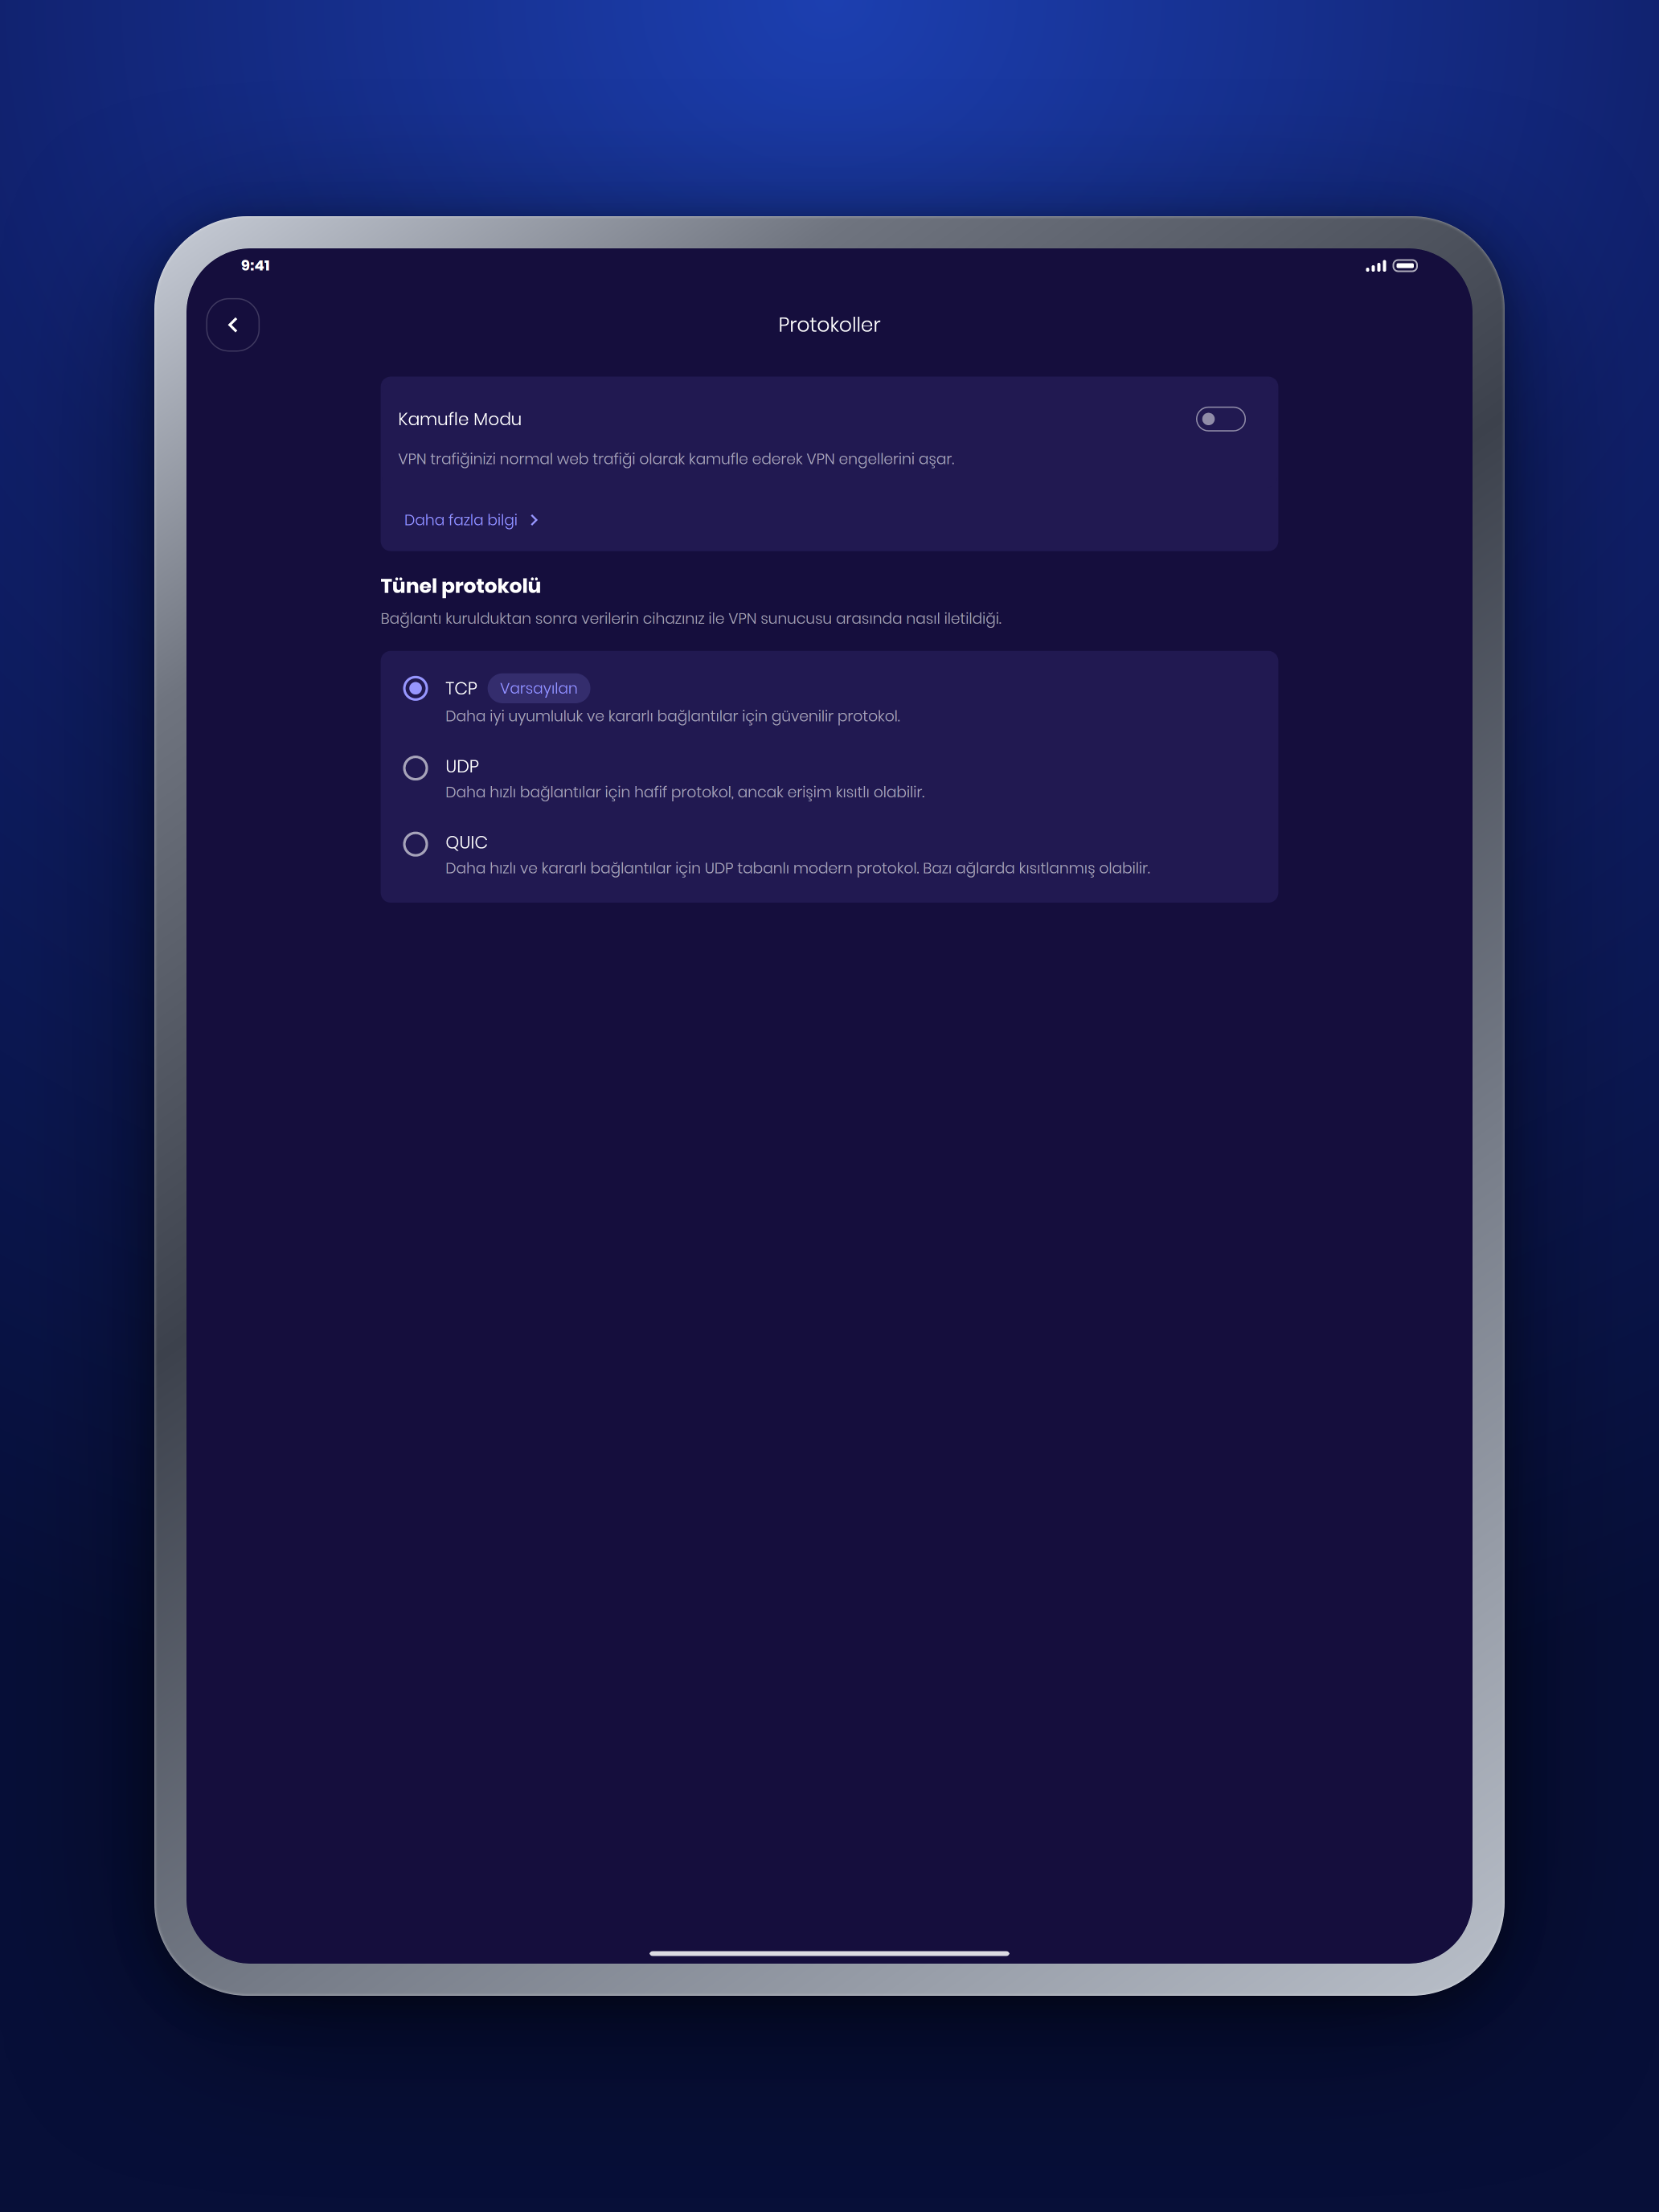 9:41
Protokoller
Kamufle Modu
VPN trafiğinizi normal web trafiği olarak kamufle ederek VPN engellerini aşar.
Daha fazla bilgi
Tünel protokolü
Bağlantı kurulduktan sonra verilerin cihazınız ile VPN sunucusu arasında nasıl iletildiği.
TCP Varsayılan
Daha iyi uyumluluk ve kararlı bağlantılar için güvenilir protokol.
UDP
Daha hızlı bağlantılar için hafif protokol, ancak erişim kısıtlı olabilir.
QUIC
Daha hızlı ve kararlı bağlantılar için UDP tabanlı modern protokol. Bazı ağlarda kısıtlanmış olabilir.